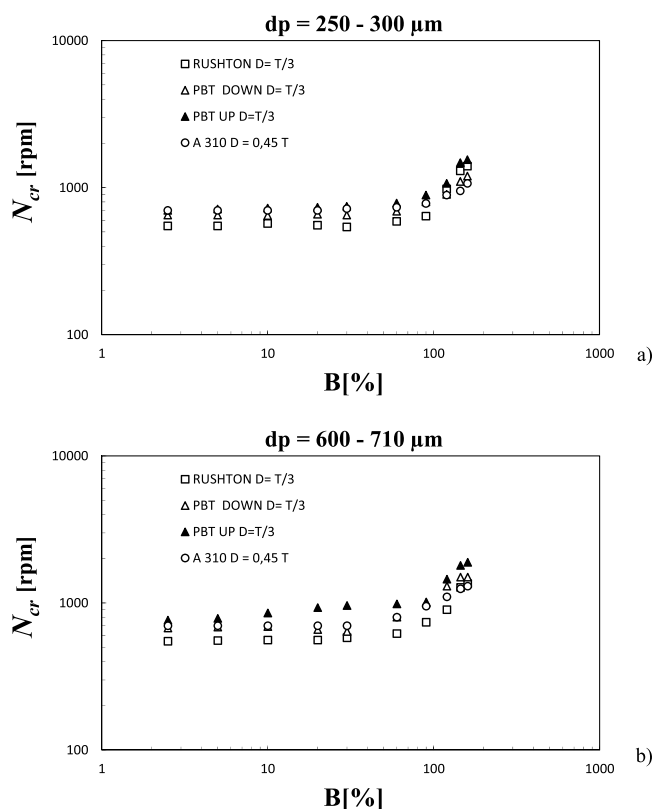 dp = 250 - 300 µm
10000
RUSHTON D= T/3
PBT DOWN D= T/3
PBT UP D=T/3
A 310 D = 0,45 T
N_cr [rpm]
1000
100
1
10
100
1000
a)
B[%]
dp = 600 - 710 µm
10000
RUSHTON D= T/3
PBT DOWN D= T/3
PBT UP D=T/3
A 310 D = 0,45 T
N_cr [rpm]
1000
100
1
10
100
1000
b)
B[%]